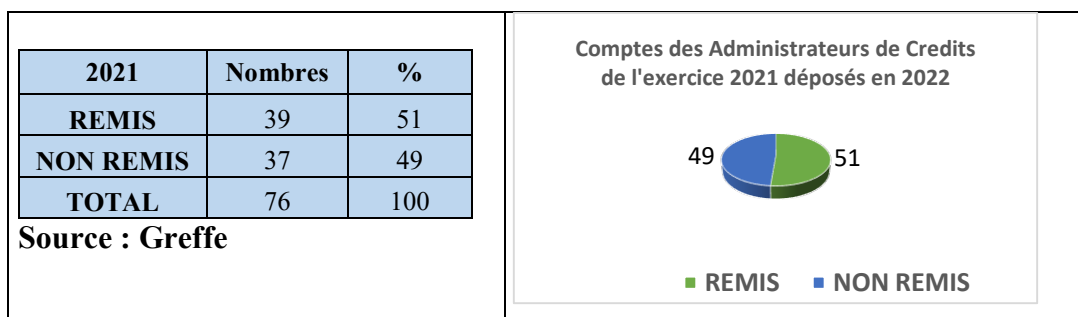 2021 Nombres %
REMIS 39 51
NON REMIS 37 49
TOTAL 76 100
Source : Greffe
Comptes des Administrateurs de Credits
de l'exercice 2021 déposés en 2022
49 51
REMIS NON REMIS